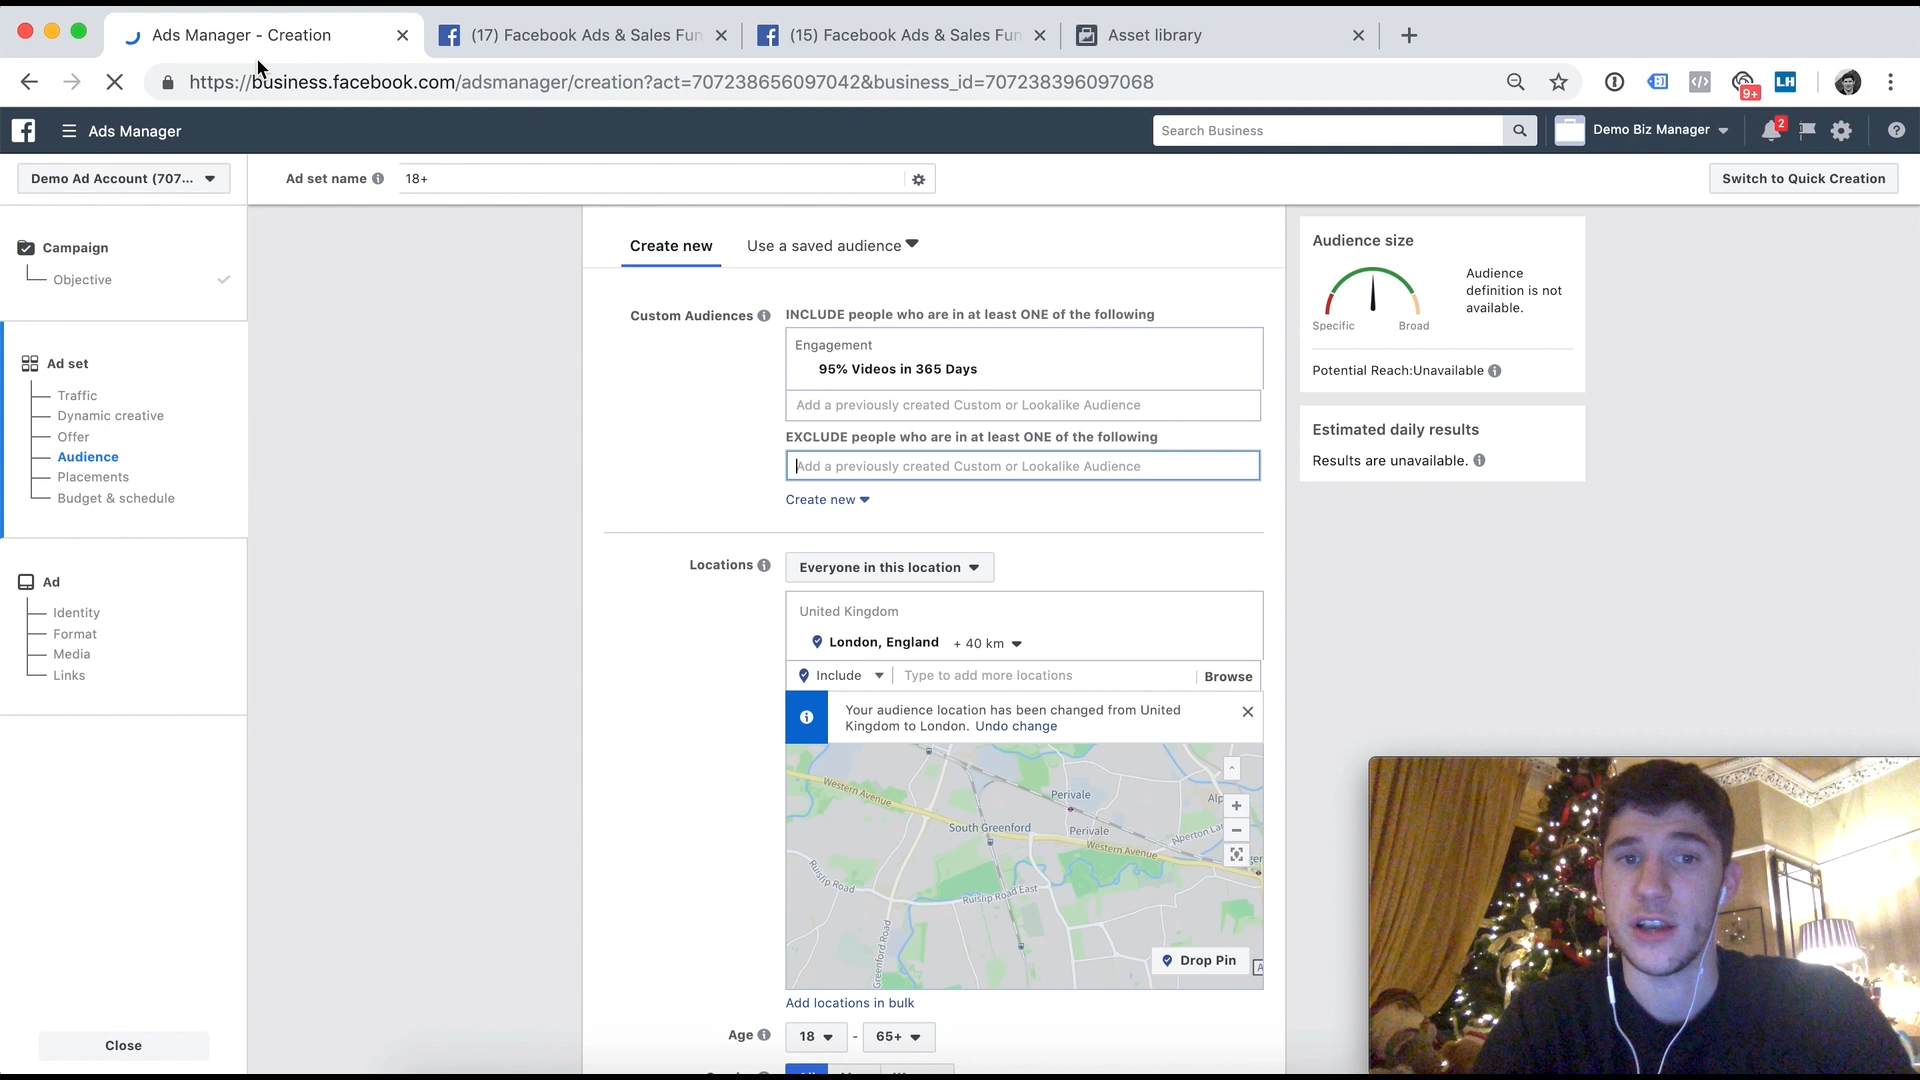 Ads Manager - Creation
(17) Facebook Ads & Sales Fun
(15) Facebook Ads & Sales Fun
Asset library
https://business.facebook.com/adsmanager/creation?act=707238656097042&business_id=707238396097068
9+
LH
Ads Manager
Search Business
Demo Biz Manager
2
Demo Ad Account (707...
Ad set name
18+
Switch to Quick Creation
Campaign
Objective
Ad set
Traffic
Dynamic creative
Offer
Audience
Placements
Budget & schedule
Ad
Identity
Format
Media
Links
Close
Create new
Use a saved audience
Custom Audiences
INCLUDE people who are in at least ONE of the following
Engagement
95% Videos in 365 Days
Add a previously created Custom or Lookalike Audience
EXCLUDE people who are in at least ONE of the following
Add a previously created Custom or Lookalike Audience
Create new
Locations
Everyone in this location
United Kingdom
London, England + 40 km
Include
Type to add more locations
Browse
Your audience location has been changed from United
Kingdom to London. Undo change
Western Avenue
Perivale
South Greenford
Perivale
Alperton La
Western Avenue
Ruislip Road
Ruislip Road East
Greenford Road
Drop Pin
Add locations in bulk
Age
18 - 65+
Audience size
Audience
definition is not
available.
Specific
Broad
Potential Reach:Unavailable
Estimated daily results
Results are unavailable.